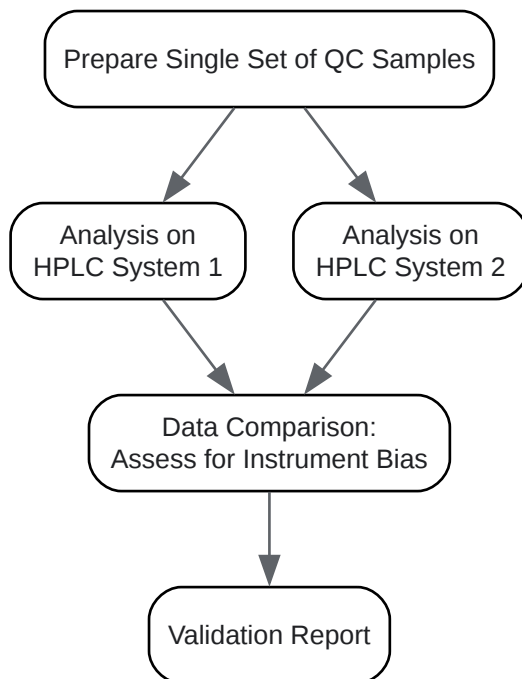 Prepare Single Set of QC Samples
Analysis on
HPLC System 1
Analysis on
HPLC System 2
Data Comparison:
Assess for Instrument Bias
Validation Report